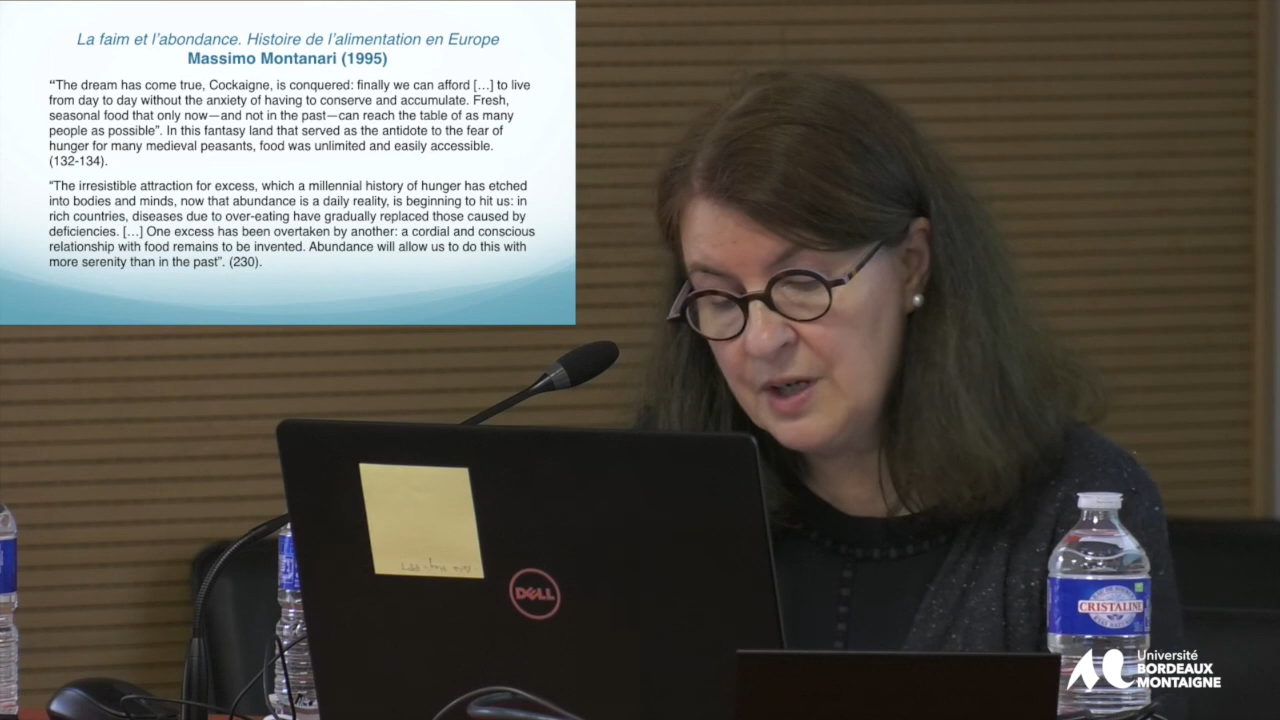 La faim et l'abondance. Histoire de l'alimentation en Europe
Massimo Montanari (1995)
“The dream has come true, Cockaigne, is conquered: finally we can afford […] to live
from day to day without the anxiety of having to conserve and accumulate. Fresh,
seasonal food that only now—and not in the past—can reach the table of as many
people as possible”. In this fantasy land that served as the antidote to the fear of
hunger for many medieval peasants, food was unlimited and easily accessible.
(132-134).
“The irresistible attraction for excess, which a millennial history of hunger has etched
into bodies and minds, now that abundance is a daily reality, is beginning to hit us: in
rich countries, diseases due to over-eating have gradually replaced those caused by
deficiencies. […] One excess has been overtaken by another: a cordial and conscious
relationship with food remains to be invented. Abundance will allow us to do this with
more serenity than in the past”. (230).
DELL
CRISTALINE
Université
BORDEAUX
MONTAIGNE